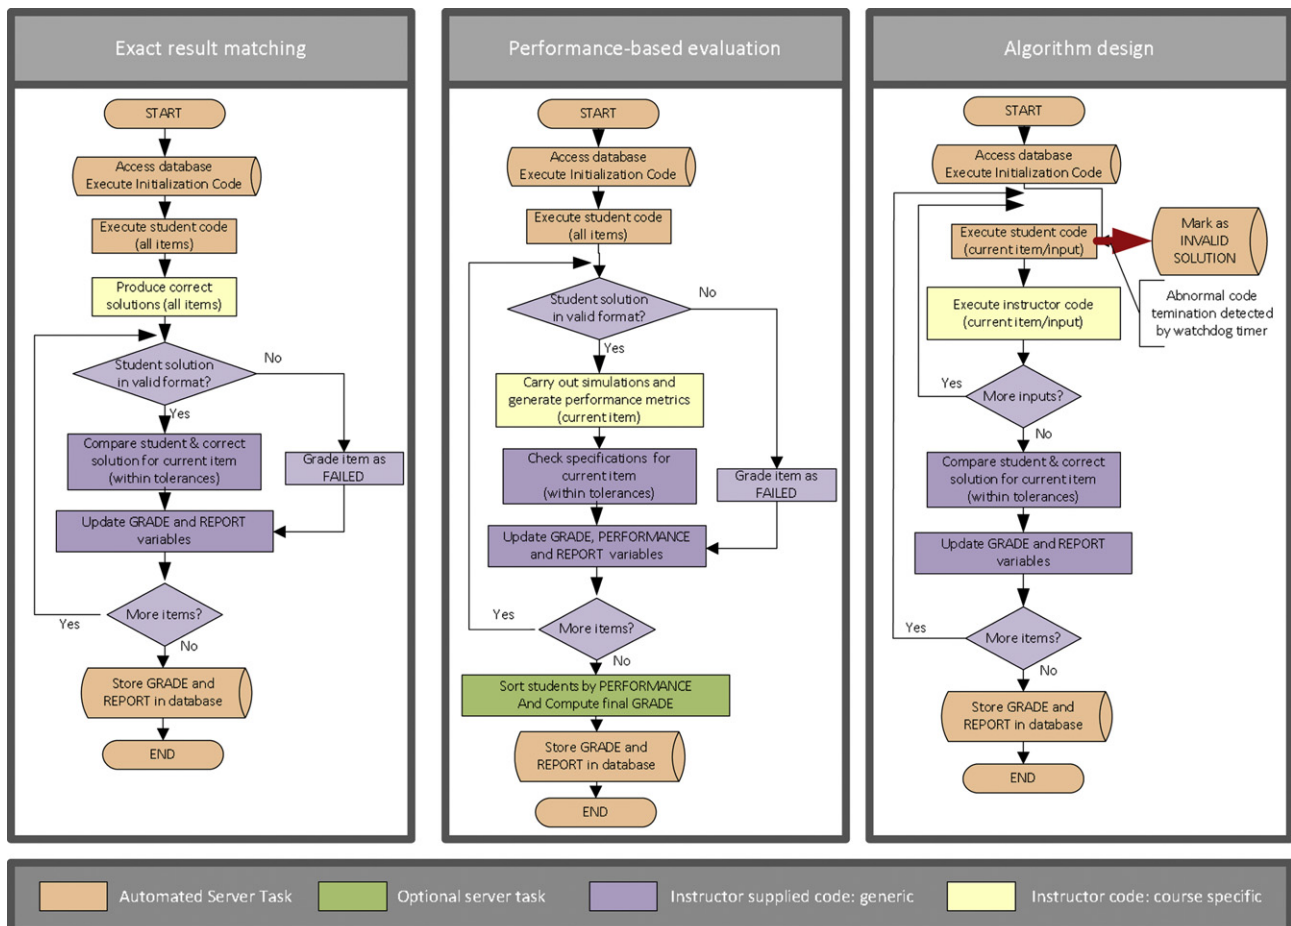 Exact result matching
START
Access database
Execute Initialization Code
Execute student code
(all items)
Produce correct
solutions (all items)
Student solution
in valid format?
No
Yes
Compare student & correct
solution for current item
(within tolerances)
Grade item as
FAILED
Update GRADE and REPORT
variables
More items?
Yes
No
Store GRADE and
REPORT in database
END
Performance-based evaluation
START
Access database
Execute Initialization Code
Execute student code
(all items)
Student solution
in valid format?
No
Yes
Carry out simulations and
generate performance metrics
(current item)
Check specifications for
current item
(within tolerances)
Grade item as
FAILED
Update GRADE, PERFORMANCE
and REPORT variables
Yes
More items?
No
Sort students by PERFORMANCE
And Compute final GRADE
Store GRADE and
REPORT in database
END
Algorithm design
START
Access database
Execute Initialization Code
Execute student code
(current item/input)
Mark as
INVALID
SOLUTION
Abnormal code
temination detected
by watchdog timer
Execute instructor code
(current item/input)
Yes
More inputs?
No
Compare student & correct
solution for current item
(within tolerances)
Update GRADE and REPORT
variables
Yes
More items?
No
Store GRADE and
REPORT in database
END
Automated Server Task
Optional server task
Instructor supplied code: generic
Instructor code: course specific